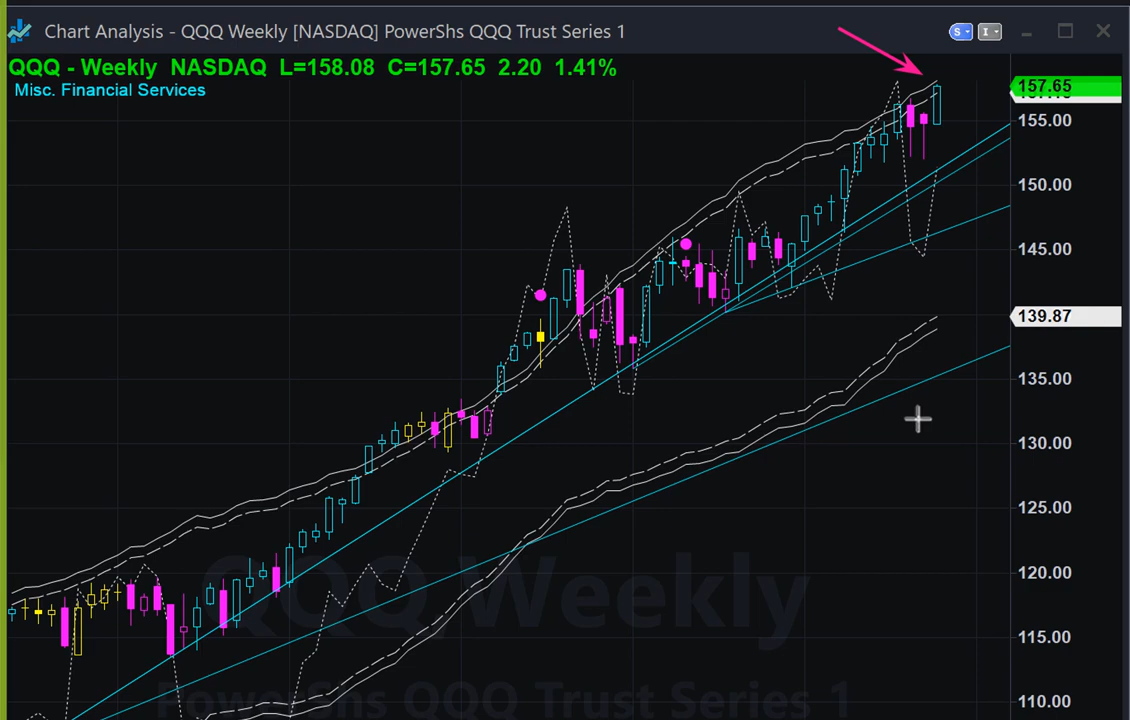 Chart Analysis - QQQ Weekly [NASDAQ] PowerShs QQQ Trust Series 1
S
I
QQQ - Weekly NASDAQ L=158.08 C=157.65 2.20 1.41%
Misc. Financial Services
157.65
155.00
150.00
145.00
139.87
135.00
130.00
125.00
120.00
115.00
110.00
QQQ Weekly
PowerShs QQQ Trust Series 1